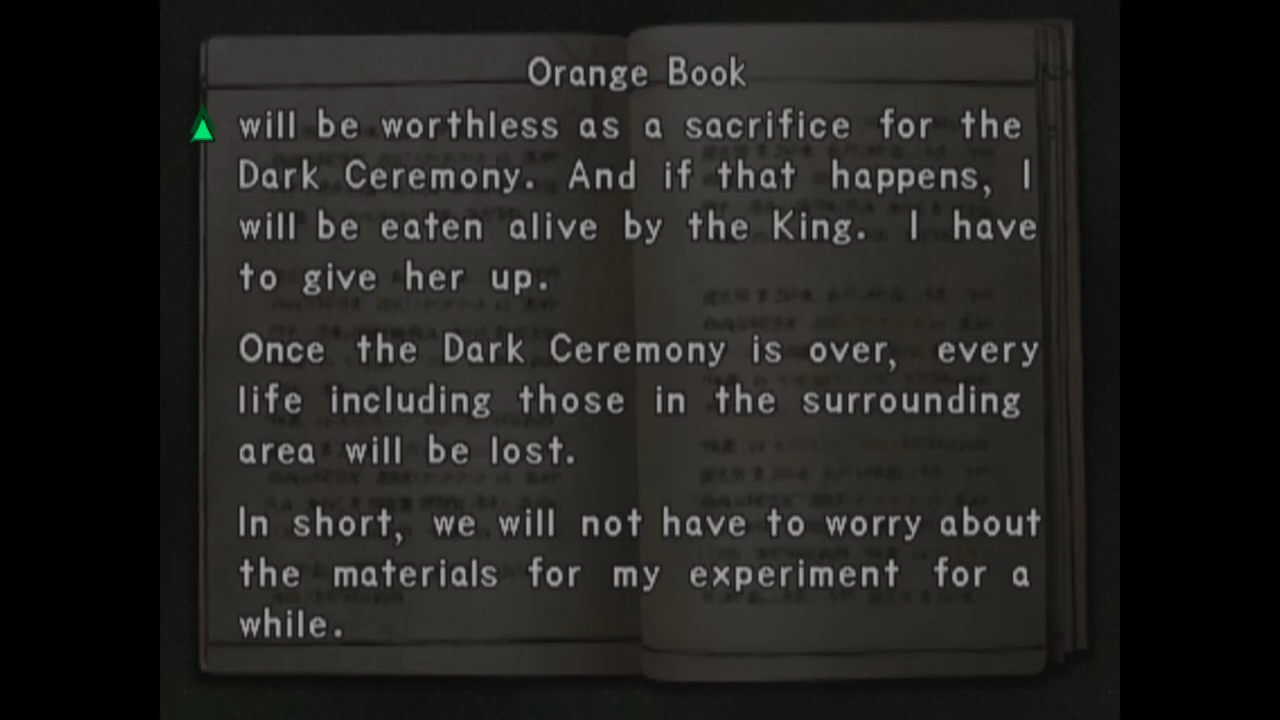 Orange Book
will be worthless as a sacrifice for the
Dark Ceremony. And if that happens, I
will be eaten alive by the King. I have
to give her up.
Once the Dark Ceremony is over, every
life including those in the surrounding
area will be lost.
In short, we will not have to worry about
the materials for my experiment for a
while.